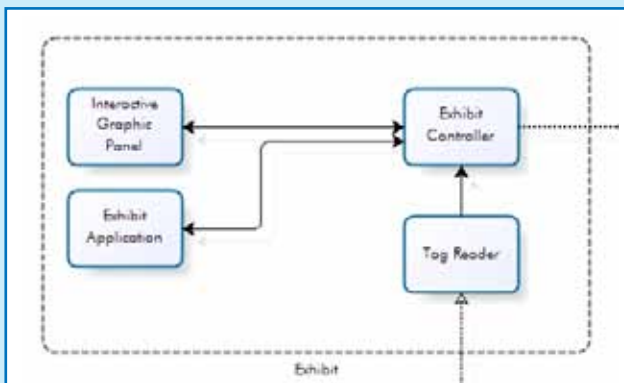 Interactive
Graphic
Panel
Exhibit
Controller
Exhibit
Application
Tag Reader
Exhibit